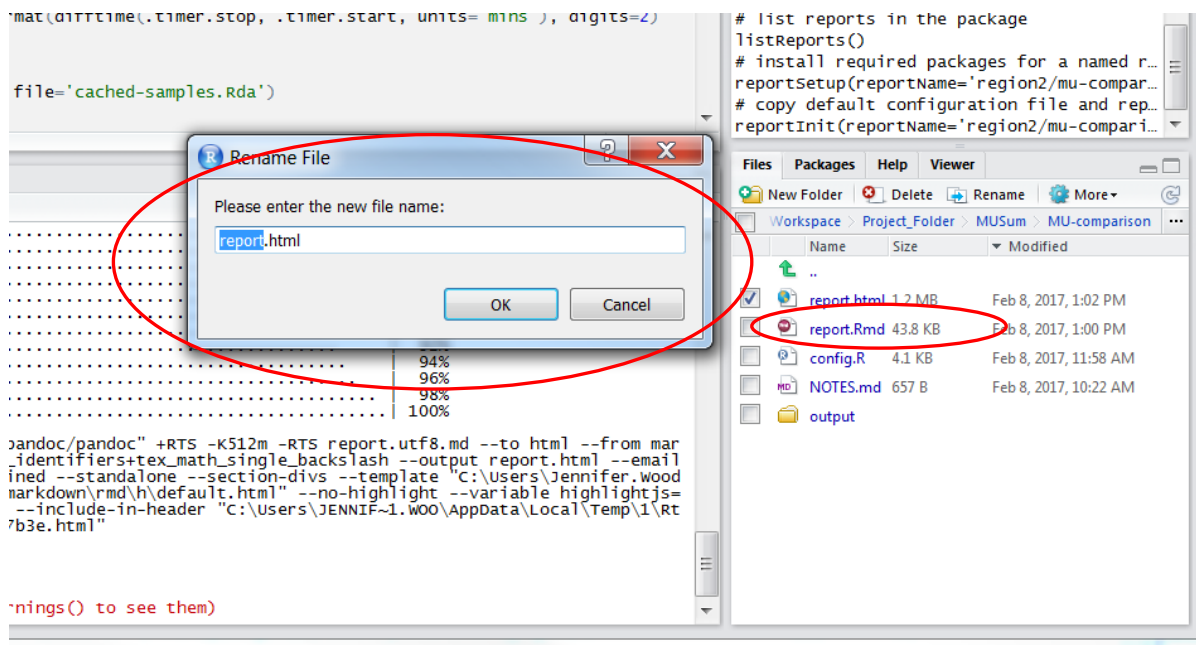 rmat(difftime(.timer.stop, .timer.start, units='mins'), digits=2)
file='cached-samples.Rda')
# list reports in the package
listReports()
# install required packages for a named r…
reportSetup(reportName='region2/mu-compar…
# copy default configuration file and rep…
reportInit(reportName='region2/mu-compari…
Rename File
Please enter the new file name:
report.html
OK Cancel
94%
96%
98%
100%
pandoc/pandoc" +RTS -K512m -RTS report.utf8.md --to html --from mar
_identifiers+tex_math_single_backslash --output report.html --email
ined --standalone --section-divs --template "C:\Users\Jennifer.Wood
markdown\rmd\h\default.html" --no-highlight --variable highlightjs=
--include-in-header "C:\Users\JENNIF~1.WOO\AppData\Local\Temp\1\Rt
7b3e.html"
rnings() to see them)
Files Packages Help Viewer
New Folder Delete Rename More
Workspace > Project_Folder > MUSum > MU-comparison ...
Name Size Modified
..
report.html 1.2 MB Feb 8, 2017, 1:02 PM
report.Rmd 43.8 KB Feb 8, 2017, 1:00 PM
config.R 4.1 KB Feb 8, 2017, 11:58 AM
NOTES.md 657 B Feb 8, 2017, 10:22 AM
output